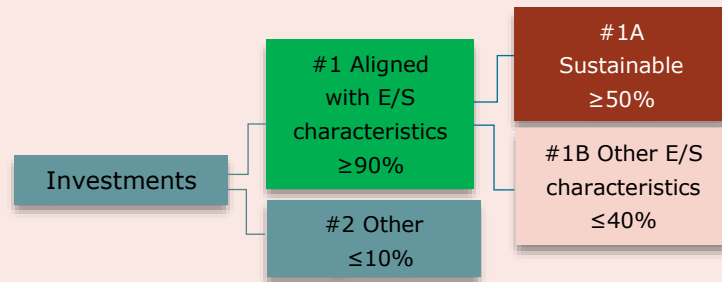 Investments
#1 Aligned
with E/S
characteristics
≥90%
#2 Other
≤10%
#1A
Sustainable
≥50%
#1B Other E/S
characteristics
≤40%